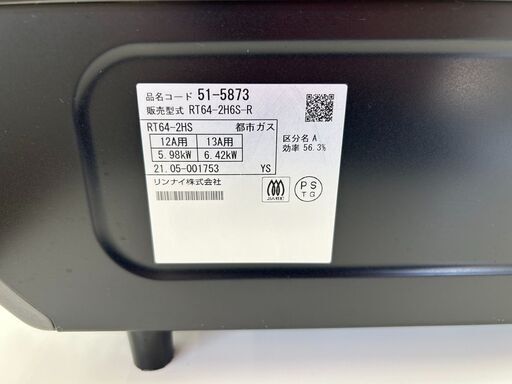 品名コード 51-5873
販売型式 RT64-2H6S-R
RT64-2HS 都市ガス
12A用 13A用
5.98kW 6.42kW
21.05-001753 YS
リンナイ株式会社
区分名 A
効率 56.3%
PS
TG